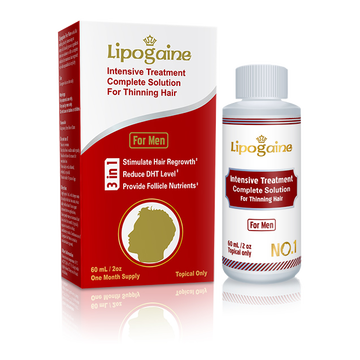 Lipogaine
Intensive Treatment
Complete Solution
For Thinning Hair
For Men
3 in 1
Stimulate Hair Regrowth†
Reduce DHT Level†
Provide Follicle Nutrients†
60 mL / 2oz
One Month Supply
Topical Only
Lipogaine
Intensive Treatment
Complete Solution
For Thinning Hair
For Men
60 mL / 2 oz
Topical only
NO.1